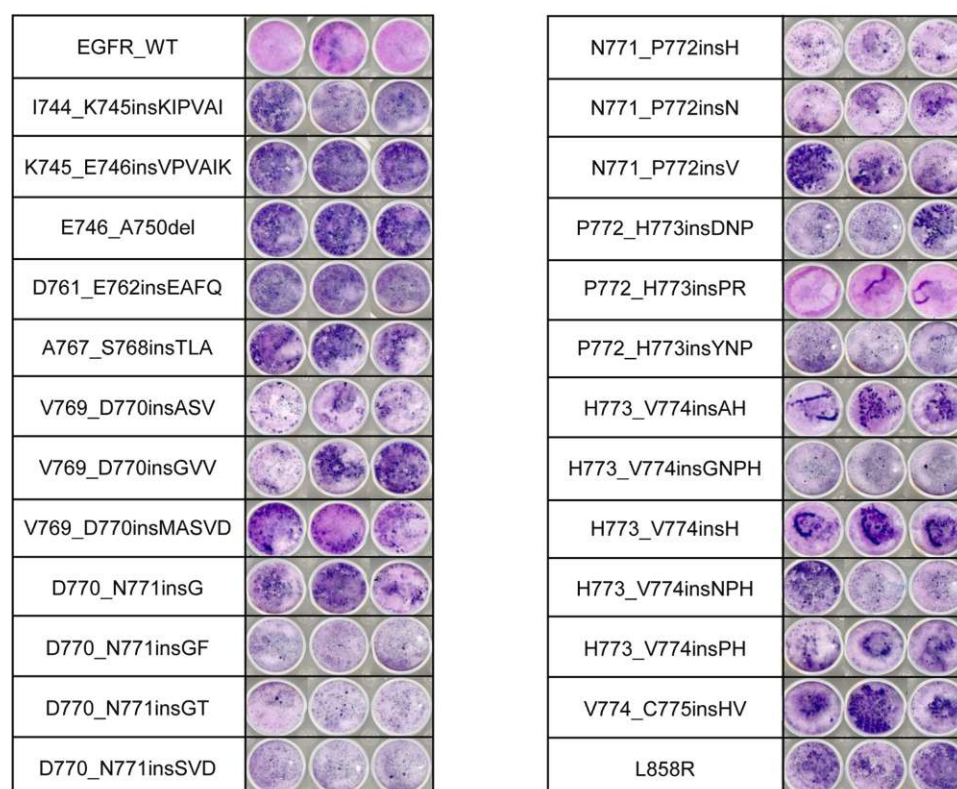 EGFR_WT
I744_K745insKIPVAI
K745_E746insVPVAIK
E746_A750del
D761_E762insEAFQ
A767_S768insTLA
V769_D770insASV
V769_D770insGVV
V769_D770insMASVD
D770_N771insG
D770_N771insGF
D770_N771insGT
D770_N771insSVD
N771_P772insH
N771_P772insN
N771_P772insV
P772_H773insDNP
P772_H773insPR
P772_H773insYNP
H773_V774insAH
H773_V774insGNPH
H773_V774insH
H773_V774insNPH
H773_V774insPH
V774_C775insHV
L858R